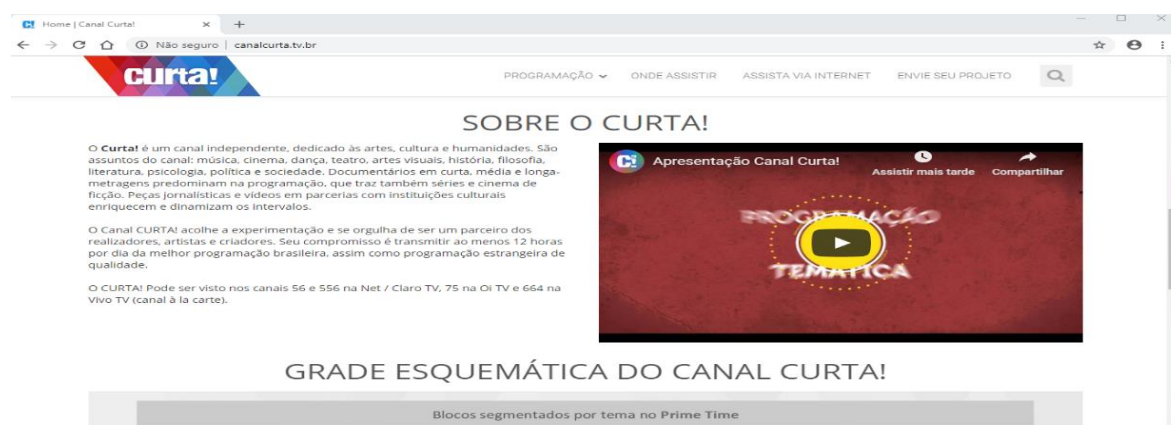 Home | Canal Curta!
Não seguro | canalcurta.tv.br
curta!
PROGRAMAÇÃO ONDE ASSISTIR ASSISTA VIA INTERNET ENVIE SEU PROJETO
SOBRE O CURTA!
O Curta! é um canal independente, dedicado às artes, cultura e humanidades. São
assuntos do canal: música, cinema, dança, teatro, artes visuais, história, filosofia,
literatura, psicologia, política e sociedade. Documentários em curta, média e longa-
metragens predominam na programação, que traz também séries e cinema de
ficção. Peças jornalísticas e vídeos em parcerias com instituições culturais
enriquecem e dinamizam os intervalos.
O Canal CURTA! acolhe a experimentação e se orgulha de ser um parceiro dos
realizadores, artistas e criadores. Seu compromisso é transmitir ao menos 12 horas
por dia da melhor programação brasileira, assim como programação estrangeira de
qualidade.
O CURTA! Pode ser visto nos canais 56 e 556 na Net / Claro TV, 75 na Oi TV e 664 na
Vivo TV (canal à la carte).
C! Apresentação Canal Curta!
Assistir mais tarde Compartilhar
PROGRAMAÇÃO
TEMÁTICA
GRADE ESQUEMÁTICA DO CANAL CURTA!
Blocos segmentados por tema no Prime Time